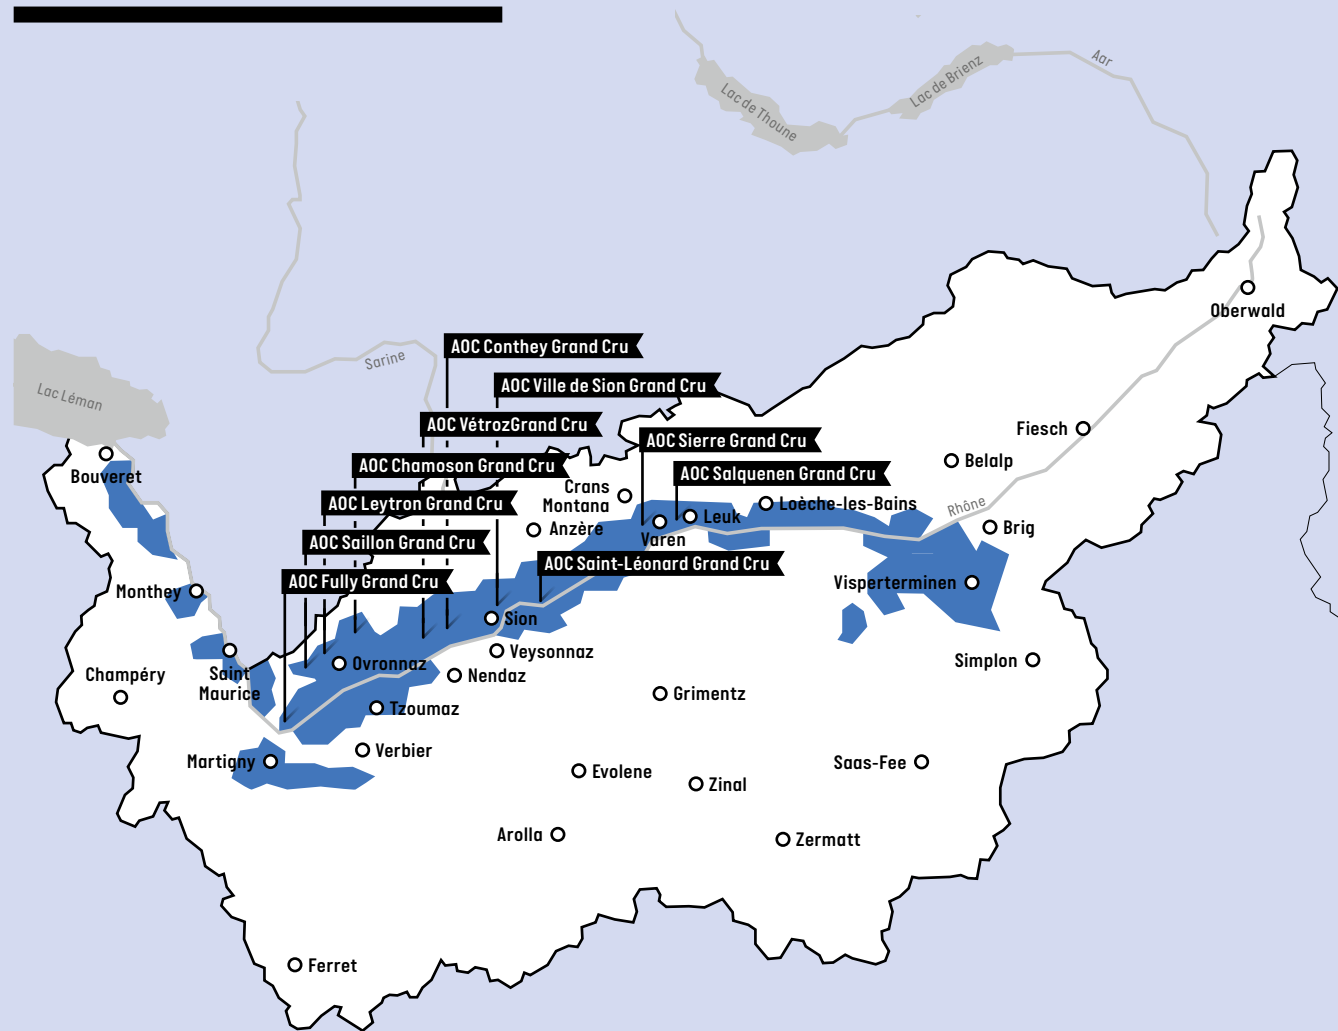 Aar
Lac de Brienz
Lac de Thoune
Oberwald
AOC Conthey Grand Cru
Sarine
AOC Ville de Sion Grand Cru
Lac Léman
AOC VétrozGrand Cru
Fiesch
AOC Sierre Grand Cru
Bouveret
AOC Chamoson Grand Cru
Belalp
AOC Salquenen Grand Cru
Crans
Montana
AOC Leytron Grand Cru
Loèche-les-Bains
Rhône
Leuk
Anzère
Brig
Varen
AOC Saillon Grand Cru
AOC Saint-Léonard Grand Cru
AOC Fully Grand Cru
Visperterminen
Monthey
Sion
Veysonnaz
Simplon
Ovronnaz
Champéry
Saint
Maurice
Nendaz
Grimentz
Tzoumaz
Verbier
Martigny
Saas-Fee
Evolene
Zinal
Arolla
Zermatt
Ferret